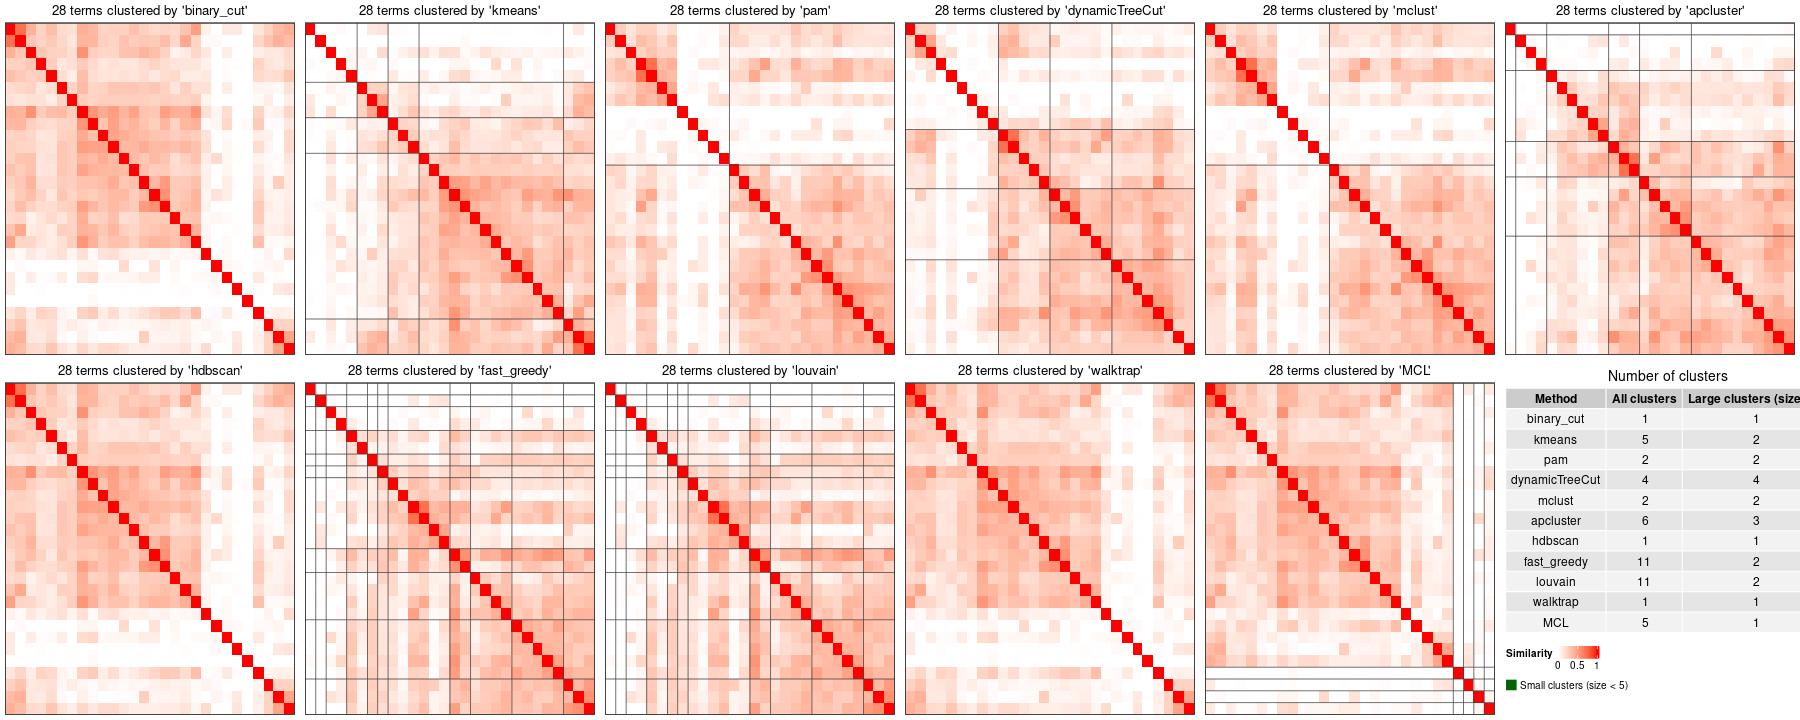 28 terms clustered by 'binary_cut'
28 terms clustered by 'kmeans'
28 terms clustered by 'pam'
28 terms clustered by 'dynamicTreeCut'
28 terms clustered by 'mclust'
28 terms clustered by 'apcluster'
28 terms clustered by 'hdbscan'
28 terms clustered by 'fast_greedy'
28 terms clustered by 'louvain'
28 terms clustered by 'walktrap'
28 terms clustered by 'MCL'
Number of clusters
Method All clusters Large clusters (size
binary_cut 1 1
kmeans 5 2
pam 2 2
dynamicTreeCut 4 4
mclust 2 2
apcluster 6 3
hdbscan 1 1
fast_greedy 11 2
louvain 11 2
walktrap 1 1
MCL 5 1
Similarity
0 0.5 1
Small clusters (size < 5)